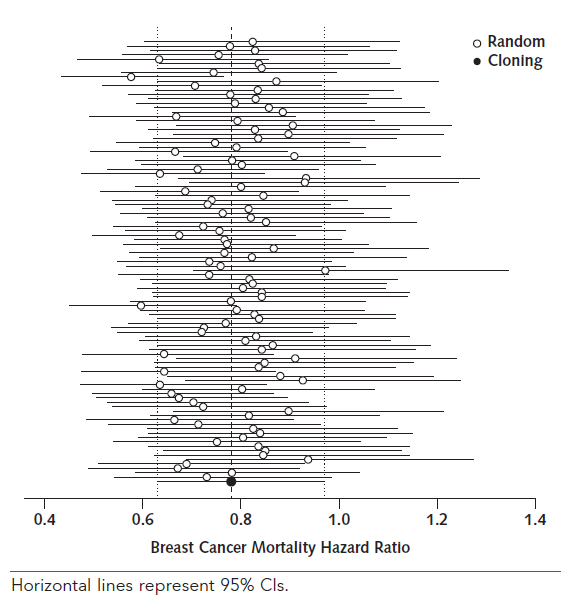 Random
Cloning
0.4 0.6 0.8 1.0 1.2 1.4
Breast Cancer Mortality Hazard Ratio
Horizontal lines represent 95% CIs.